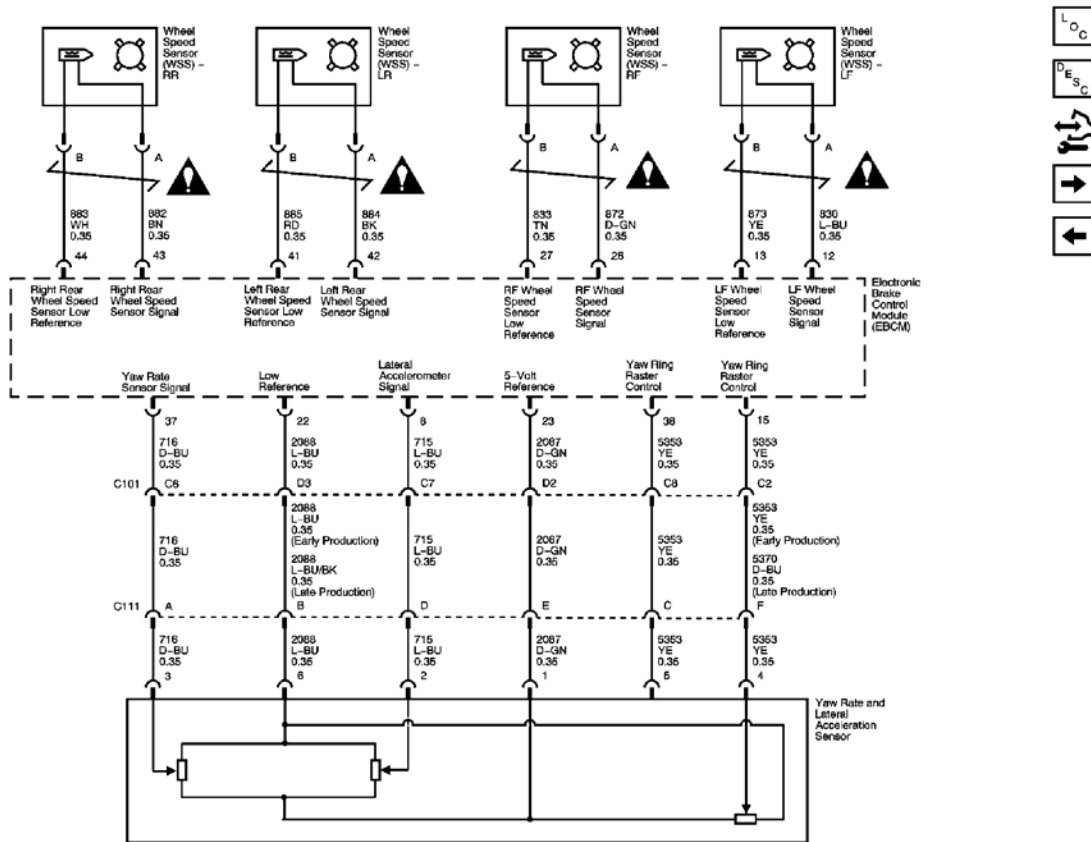 Wheel
Speed
Sensor
(WSS) –
RR
Wheel
Speed
Sensor
(WSS) –
LR
Wheel
Speed
Sensor
(WSS) –
RF
Wheel
Speed
Sensor
(WSS) –
LF
L O C
D E S C
B A B A B A B A
883
WH
0.35
882
BN
0.35
885
RD
0.35
884
BK
0.35
833
TN
0.35
872
D-GN
0.35
873
YE
0.35
830
L-BU
0.35
44 43 41 42 27 26 13 12
Right Rear
Wheel Speed
Sensor Low
Reference
Right Rear
Wheel Speed
Sensor Signal
Left Rear
Wheel Speed
Sensor Low
Reference
Left Rear
Wheel Speed
Sensor Signal
RF Wheel
Speed
Sensor
Low
Reference
RF Wheel
Speed
Sensor
Signal
LF Wheel
Speed
Sensor
Low
Reference
LF Wheel
Speed
Sensor
Signal
Electronic
Brake
Control
Module
(EBCM)
Yaw Rate
Sensor Signal
Low
Reference
Lateral
Accelerometer
Signal
5-Volt
Reference
Yaw Ring
Raster
Control
Yaw Ring
Raster
Control
37 22 6 23 38 15
716
D-BU
0.35
2088
L-BU
0.35
715
L-BU
0.35
2087
D-GN
0.35
5353
YE
0.35
5353
YE
0.35
C101 C6 D3 C7 D2 C8 C2
716
D-BU
0.35
2088
L-BU
0.35
(Early Production)
2088
L-BU/BK
0.35
(Late Production)
715
L-BU
0.35
2087
D-GN
0.35
5353
YE
0.35
5353
YE
0.35
(Early Production)
5370
D-BU
0.35
(Late Production)
C111 A B D E C F
716
D-BU
0.35
2088
L-BU
0.35
715
L-BU
0.35
2087
D-GN
0.35
5353
YE
0.35
5353
YE
0.35
3 6 2 1 5 4
Yaw Rate and
Lateral
Acceleration
Sensor